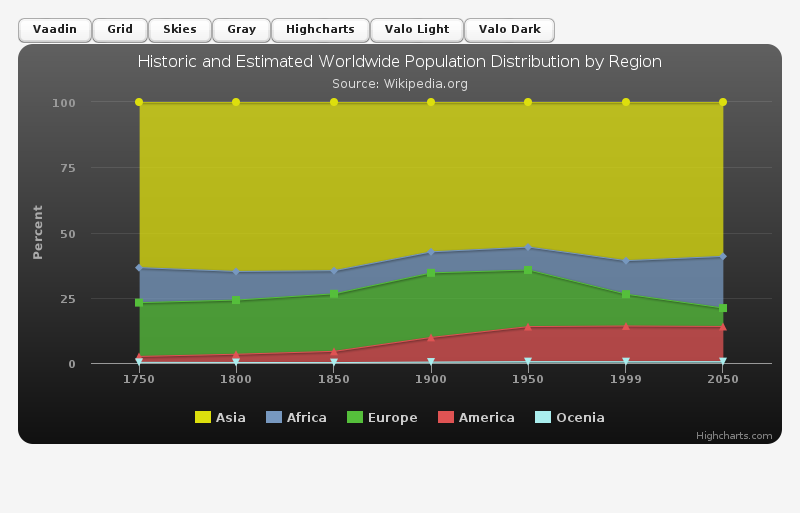 Vaadin Grid Skies Gray Highcharts Valo Light Valo Dark
Historic and Estimated Worldwide Population Distribution by Region
Source: Wikipedia.org
Percent
100
75
50
25
0
1750 1800 1850 1900 1950 1999 2050
Asia Africa Europe America Ocenia
Highcharts.com